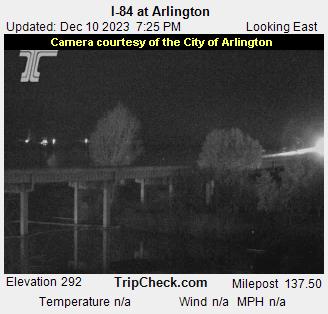 I-84 at Arlington
Updated: Dec 10 2023 7:25 PM Looking East
Camera courtesy of the City of Arlington
Elevation 292 TripCheck.com Milepost 137.50
Temperature n/a Wind n/a MPH n/a